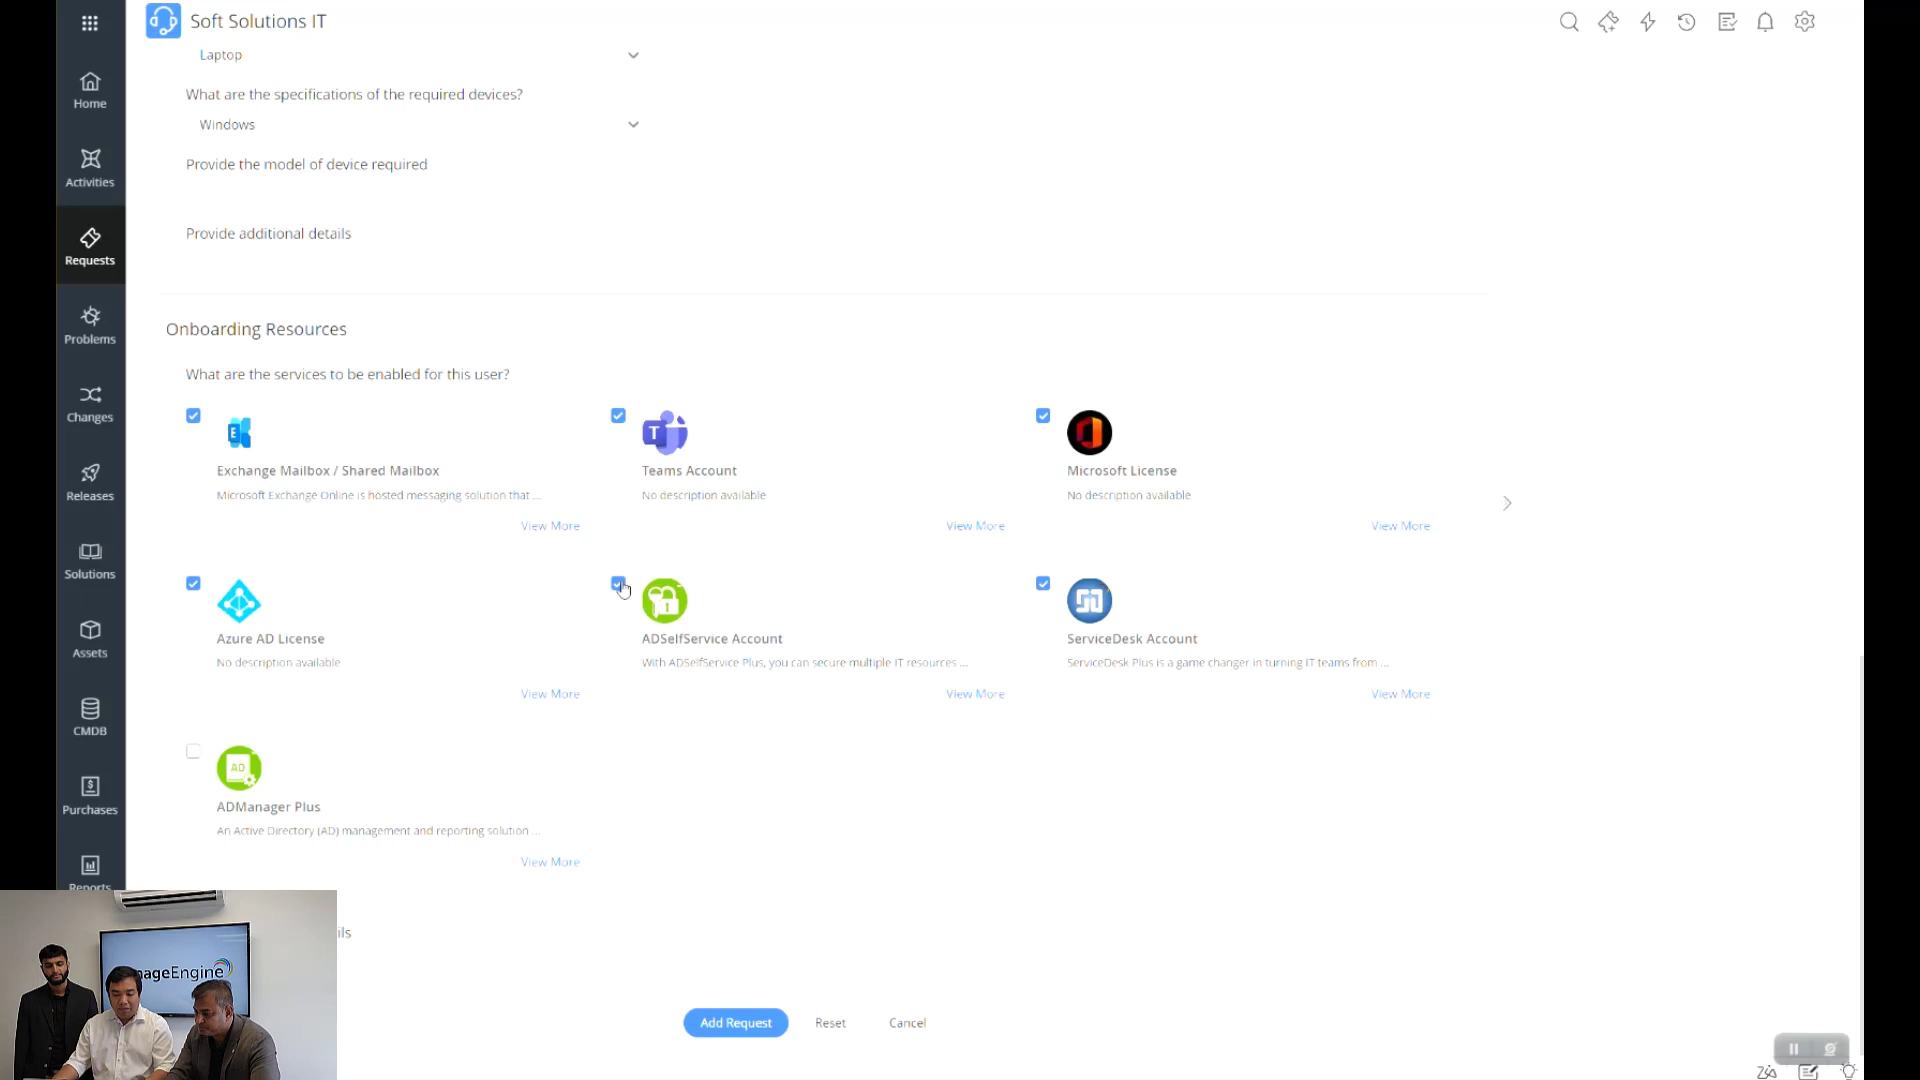 Soft Solutions IT
Home
Activities
Requests
Problems
Changes
Releases
Solutions
Assets
CMDB
Purchases
Reports
Laptop
What are the specifications of the required devices?
Windows
Provide the model of device required
Provide additional details
Onboarding Resources
What are the services to be enabled for this user?
Exchange Mailbox / Shared Mailbox
Microsoft Exchange Online is hosted messaging solution that ...
View More
Teams Account
No description available
View More
Microsoft License
No description available
View More
Azure AD License
No description available
View More
ADSelfService Account
With ADSelfService Plus, you can secure multiple IT resources ...
View More
ServiceDesk Account
ServiceDesk Plus is a game changer in turning IT teams from ...
View More
AD
ADManager Plus
An Active Directory (AD) management and reporting solution ...
View More
ils
nageEngine
Add Request
Reset
Cancel